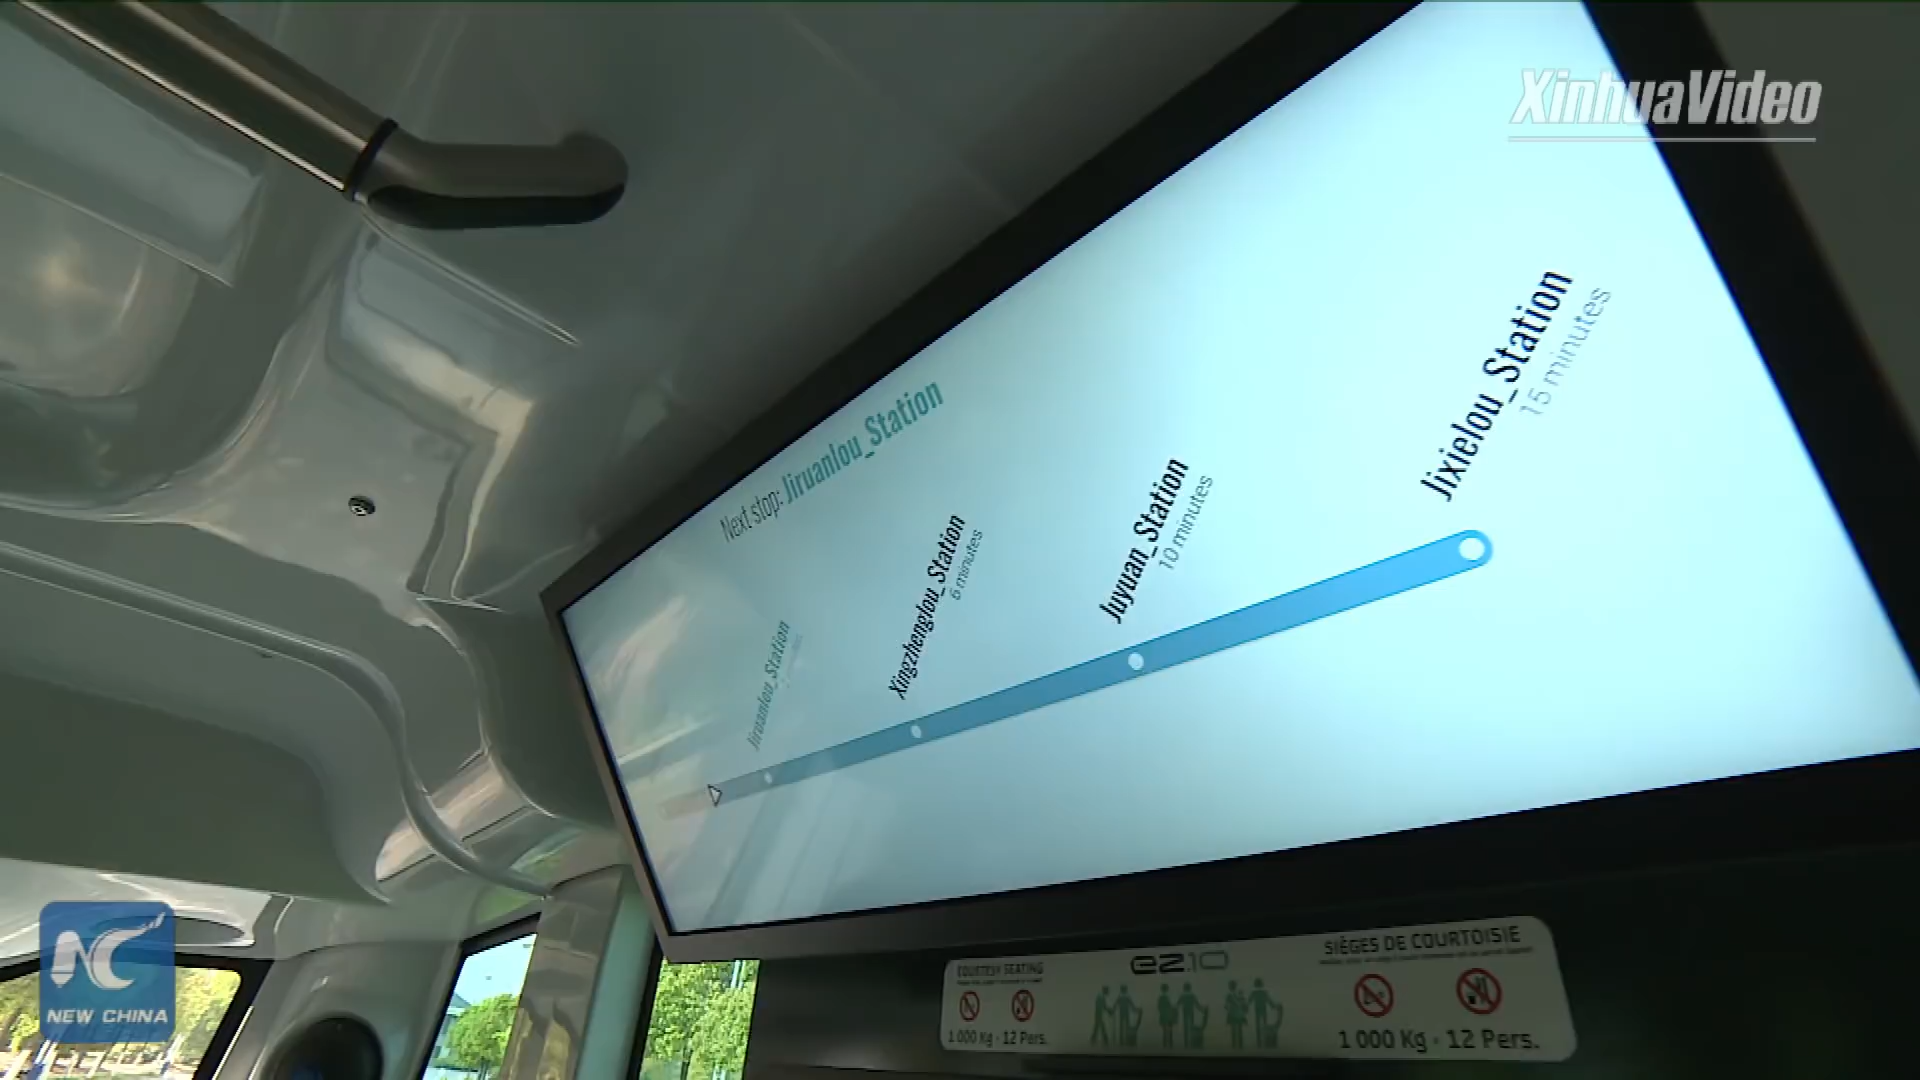 XinhuaVideo
Next stop: Jiruanlou_Station
Jiruanlou_Station
Xingzhenglou_Station
6 minutes
Juyuan_Station
10 minutes
Jixielou_Station
15 minutes
COURTESY SEATING
1 000 Kg - 12 Pers.
ez10
SIÈGES DE COURTOISIE
1 000 Kg - 12 Pers.
NC
NEW CHINA